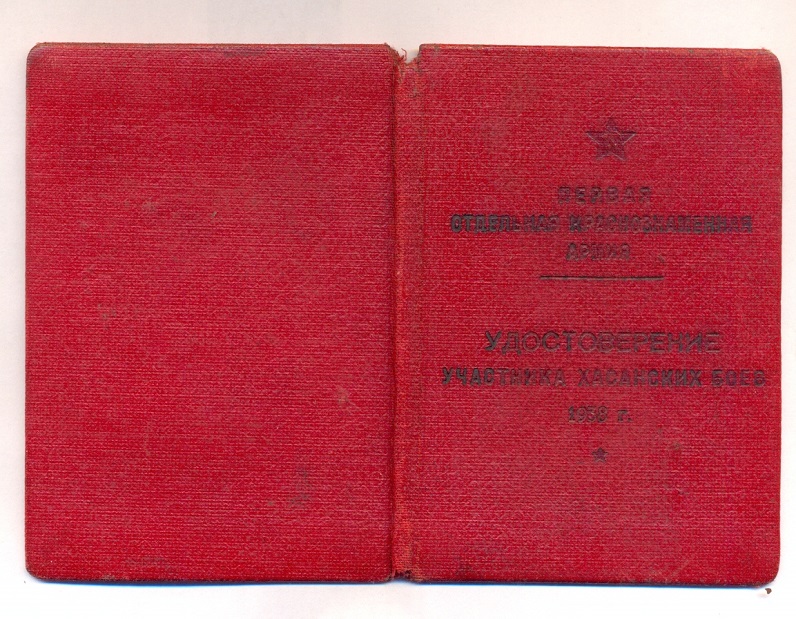 ПЕРВАЯ
ОТДЕЛЬНАЯ КРАСНОЗНАМЕННАЯ
АРМИЯ
УДОСТОВЕРЕНИЕ
УЧАСТНИКА ХАСАНСКИХ БОЕВ
1938 г.